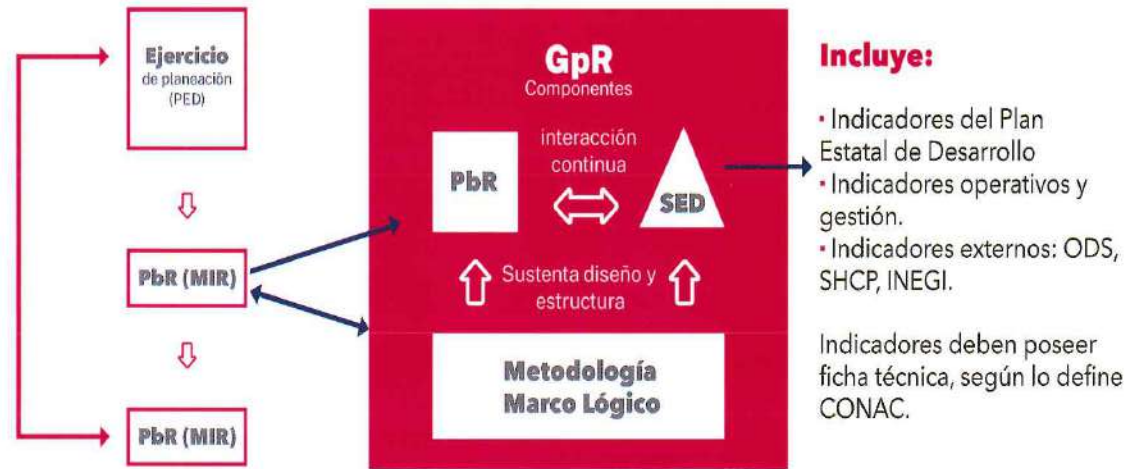 Ejercicio
de planeación
(PED)
PbR (MIR)
PbR (MIR)
GpR
Componentes
interacción
continua
PbR
SED
Sustenta diseño y
estructura
Metodología
Marco Lógico
Incluye:
• Indicadores del Plan
Estatal de Desarrollo
• Indicadores operativos y
gestión.
• Indicadores externos: ODS,
SHCP, INEGI.
Indicadores deben poseer
ficha técnica, según lo define
CONAC.